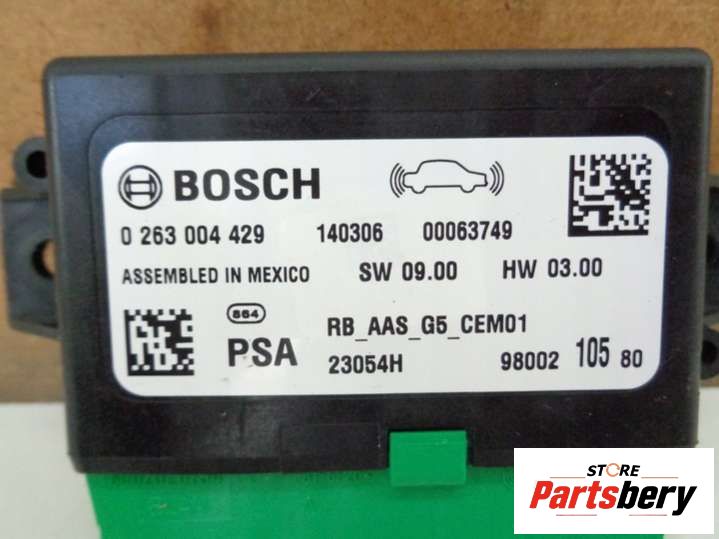 BOSCH
0 263 004 429 140306 00063749
ASSEMBLED IN MEXICO SW 09.00 HW 03.00
864
PSA
RB_AAS_G5_CEM01
23054H 98002 105 80
STORE
Partsbery